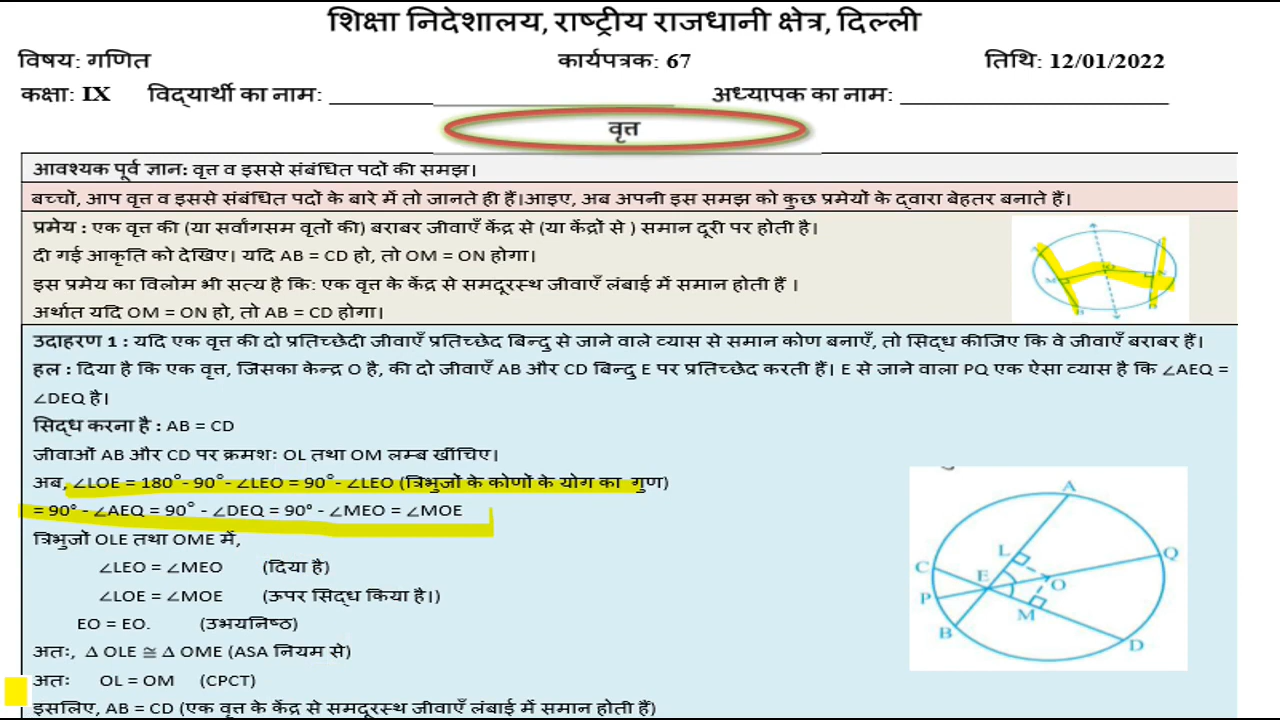 शिक्षा निदेशालय, राष्ट्रीय राजधानी क्षेत्र, दिल्ली
विषय: गणित कार्यपत्रक: 67 तिथि: 12/01/2022
कक्षा: IX विद्यार्थी का नाम: ____________ अध्यापक का नाम: ____________
वृत्त
आवश्यक पूर्व ज्ञान: वृत्त व इससे संबंधित पदों की समझ।
बच्चों, आप वृत्त व इससे संबंधित पदों के बारे में तो जानते ही हैं।आइए, अब अपनी इस समझ को कुछ प्रमेयों के द्वारा बेहतर बनाते हैं।
प्रमेय : एक वृत्त की (या सर्वांगसम वृतों की) बराबर जीवाएँ केंद्र से (या केंद्रों से ) समान दूरी पर होती है।
दी गई आकृति को देखिए। यदि AB = CD हो, तो OM = ON होगा।
इस प्रमेय का विलोम भी सत्य है कि: एक वृत्त के केंद्र से समदूरस्थ जीवाएँ लंबाई में समान होती हैं ।
अर्थात यदि OM = ON हो, तो AB = CD होगा।
उदाहरण 1 : यदि एक वृत्त की दो प्रतिच्छेदी जीवाएँ प्रतिच्छेद बिन्दु से जाने वाले व्यास से समान कोण बनाएँ, तो सिद्ध कीजिए कि वे जीवाएँ बराबर हैं।
हल : दिया है कि एक वृत्त, जिसका केन्द्र O है, की दो जीवाएँ AB और CD बिन्दु E पर प्रतिच्छेद करती हैं। E से जाने वाला PQ एक ऐसा व्यास है कि ∠AEQ =
∠DEQ है।
सिद्ध करना है : AB = CD
जीवाओं AB और CD पर क्रमशः OL तथा OM लम्ब खींचिए।
अब, ∠LOE = 180°- 90°- ∠LEO = 90°- ∠LEO (त्रिभुजों के कोणों के योग का गुण)
= 90° - ∠AEQ = 90° - ∠DEQ = 90° - ∠MEO = ∠MOE
त्रिभुजों OLE तथा OME में,
∠LEO = ∠MEO (दिया है)
∠LOE = ∠MOE (ऊपर सिद्ध किया है।)
EO = EO. (उभयनिष्ठ)
अतः, Δ OLE ≅ Δ OME (ASA नियम से)
अतः OL = OM (CPCT)
इसलिए, AB = CD (एक वृत्त के केंद्र से समदूरस्थ जीवाएँ लंबाई में समान होती हैं)
A
L
Q
C
E
O
P
M
B
D